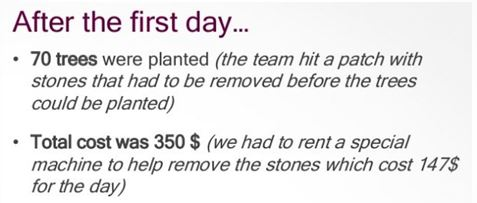 After the first day...
• 70 trees were planted (the team hit a patch with
stones that had to be removed before the trees
could be planted)
• Total cost was 350 $ (we had to rent a special
machine to help remove the stones which cost 147$
for the day)